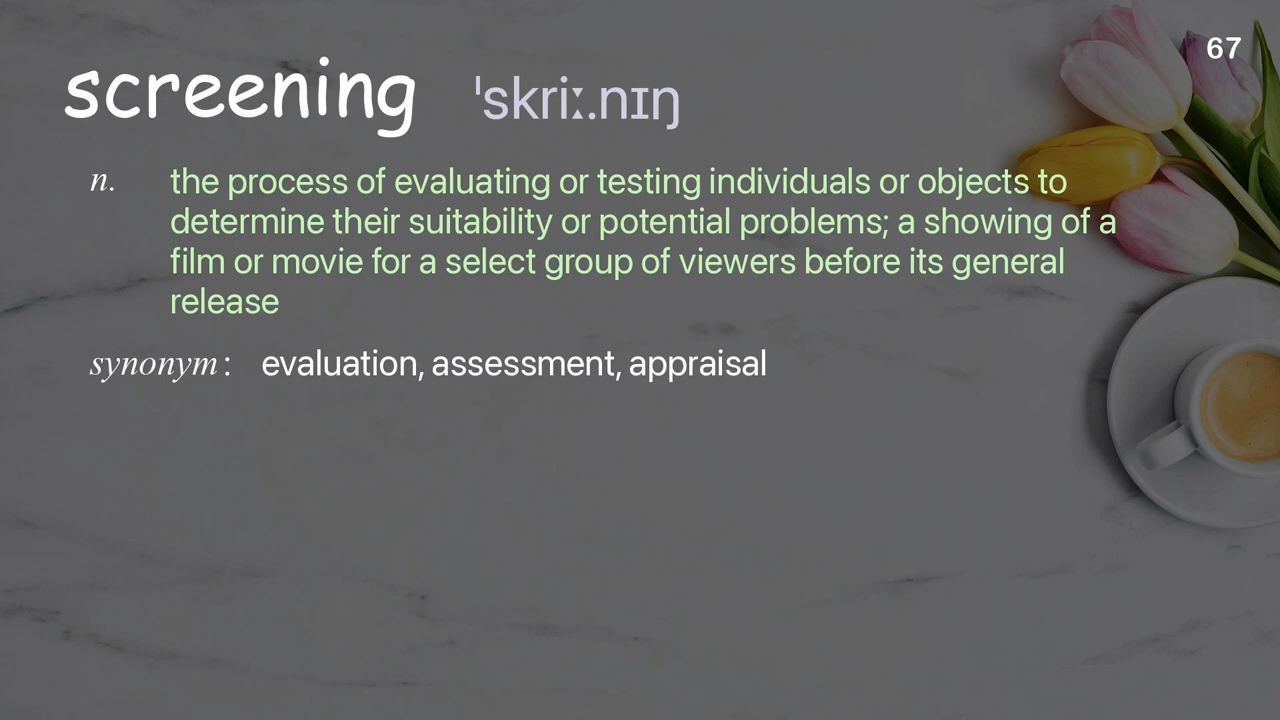 67
screening ˈskriː.nɪŋ
n. the process of evaluating or testing individuals or objects to
determine their suitability or potential problems; a showing of a
film or movie for a select group of viewers before its general
release
synonym : evaluation, assessment, appraisal